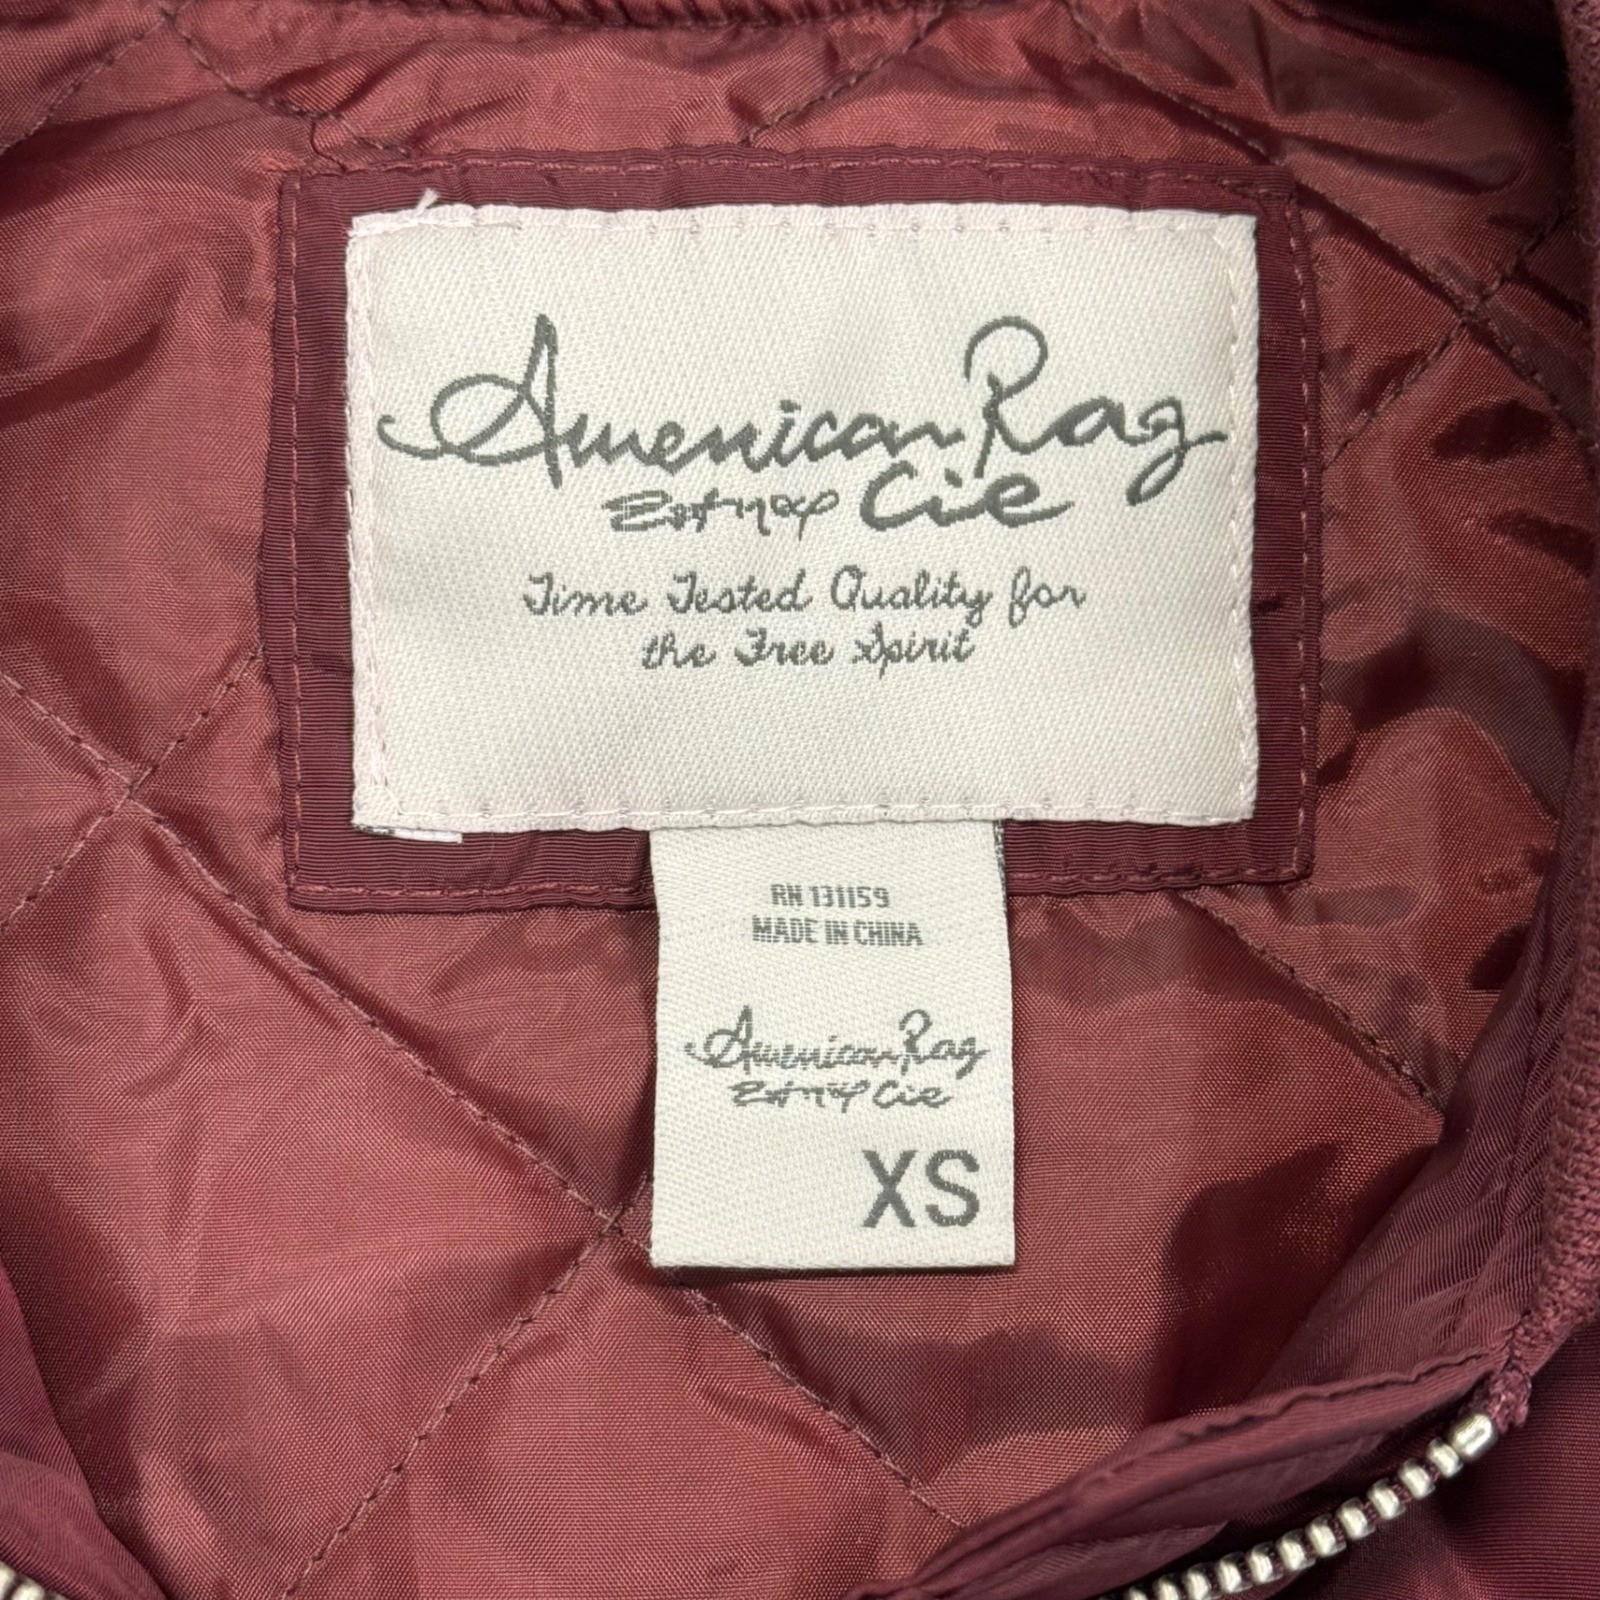 American Rag
Cie
Time Tested Quality for
the Free Spirit
RN 131159
MADE IN CHINA
American Rag
Cie
XS